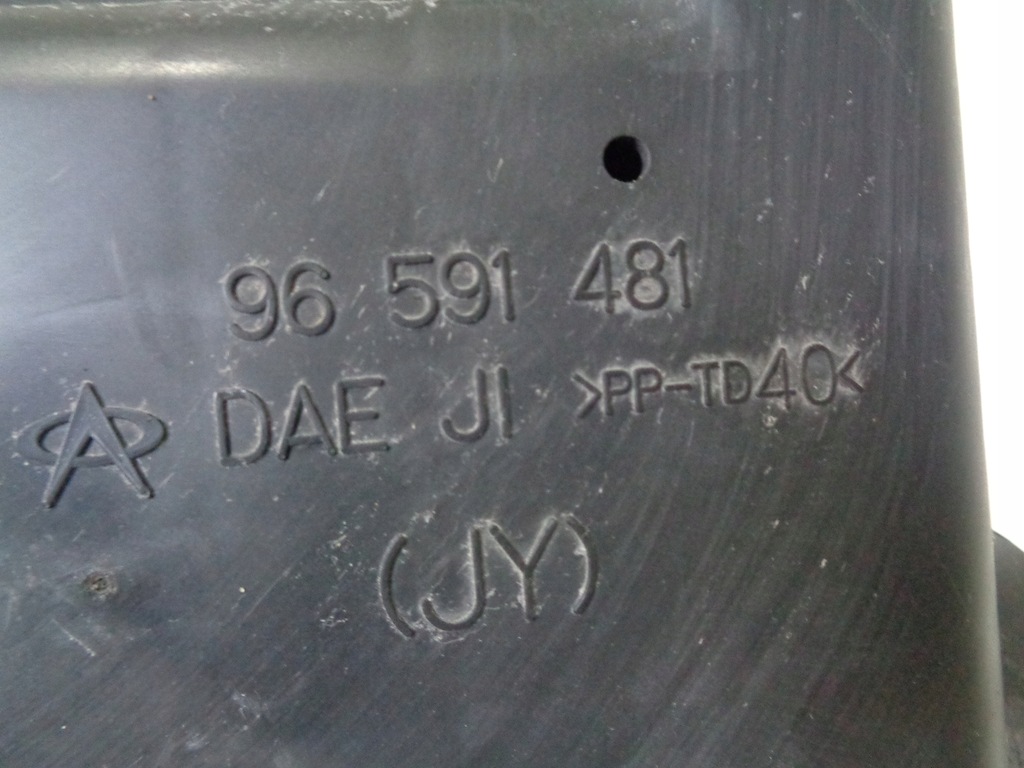 96 591 481
DAE JI >PP-TD40<
(JY)